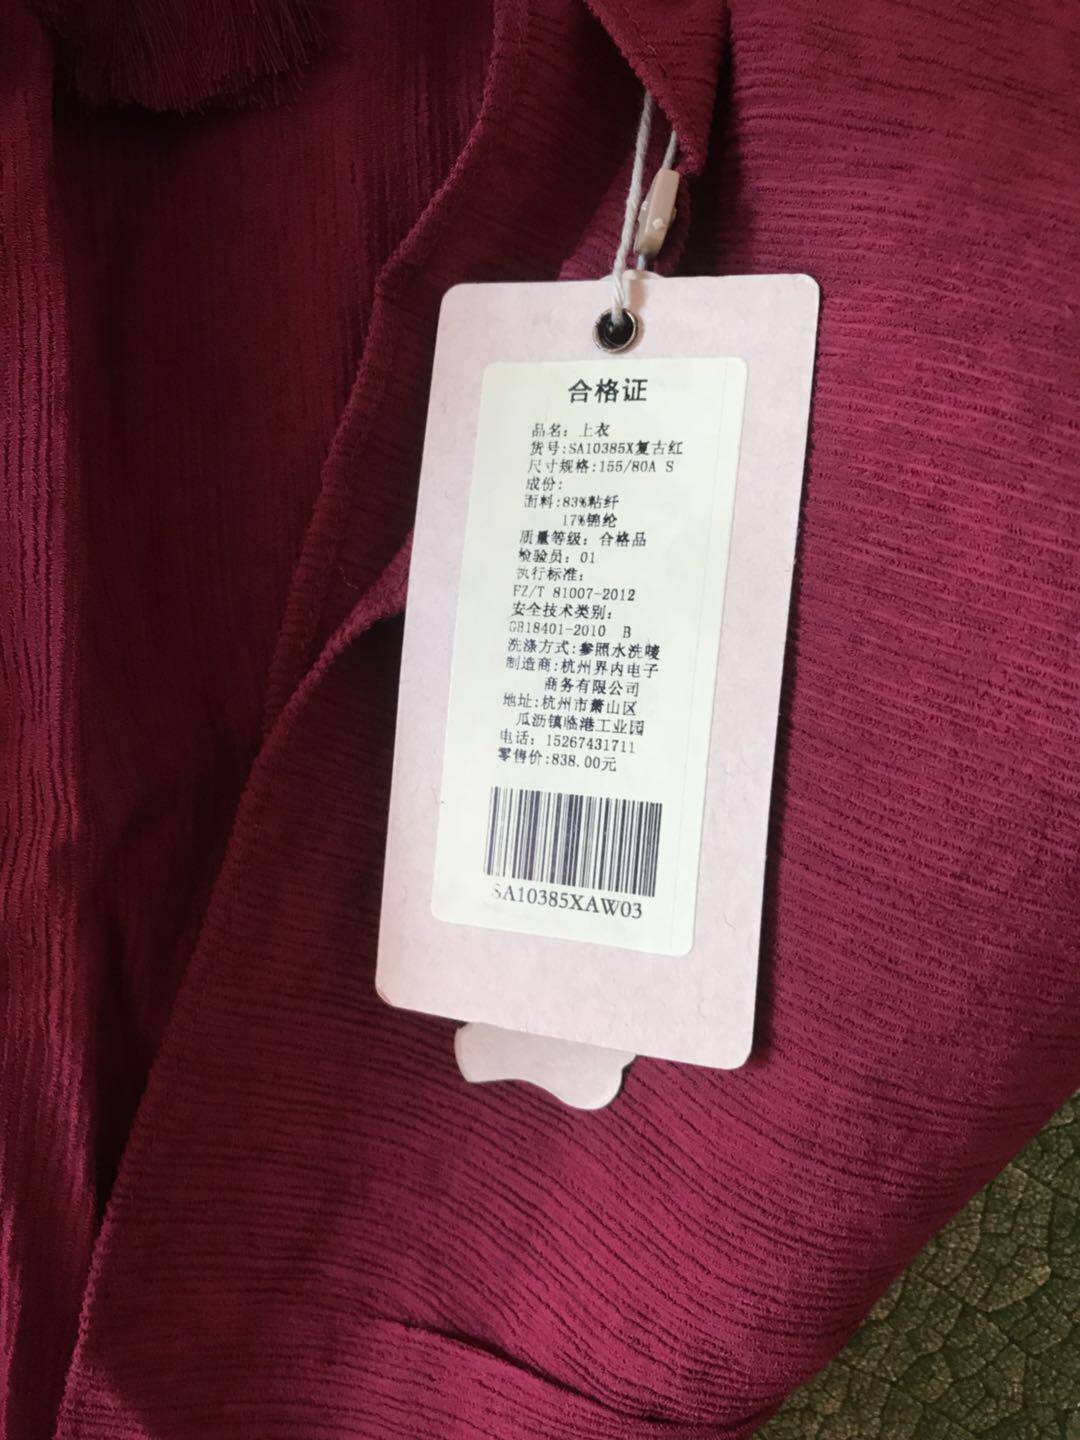 合格证
品名：上衣
货号:SA10385X复古红
尺寸规格:155/80A S
成份:
面料:83%粘纤
17%锦纶
质量等级：合格品
检验员：01
执行标准：
FZ/T 81007-2012
安全技术类别：
GB18401-2010 B
洗涤方式:参照水洗唛
制造商:杭州界内电子
商务有限公司
地址:杭州市萧山区
瓜沥镇临港工业园
电话：15267431711
零售价:838.00元
SA10385XAW03